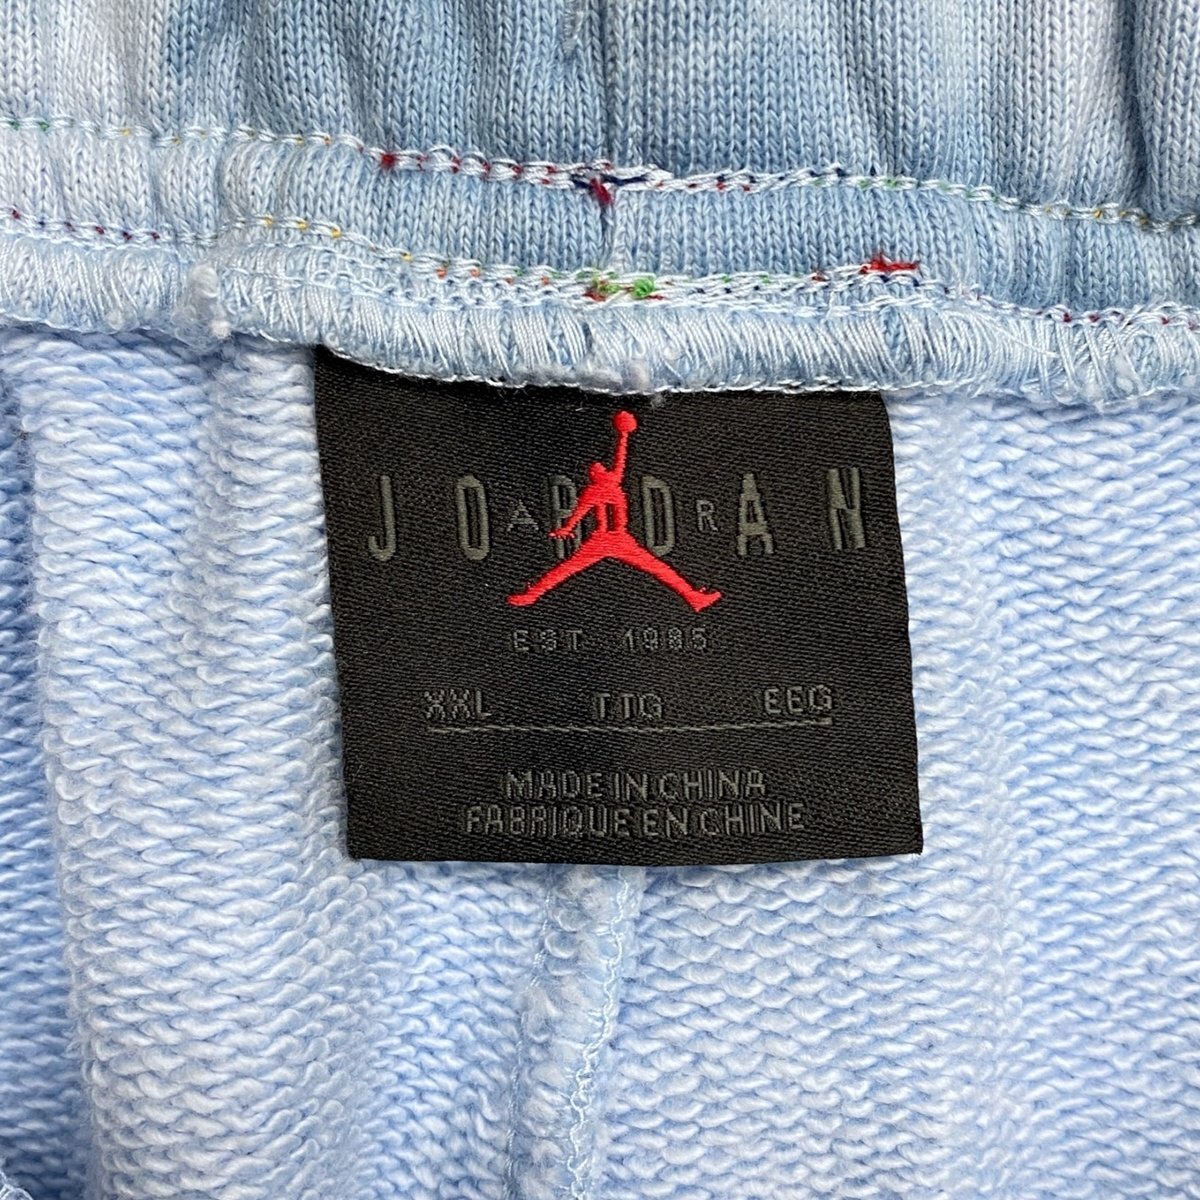 JORDAN
AIR
EST. 1985
XXL TTG EEG
MADE IN CHINA
FABRIQUE EN CHINE